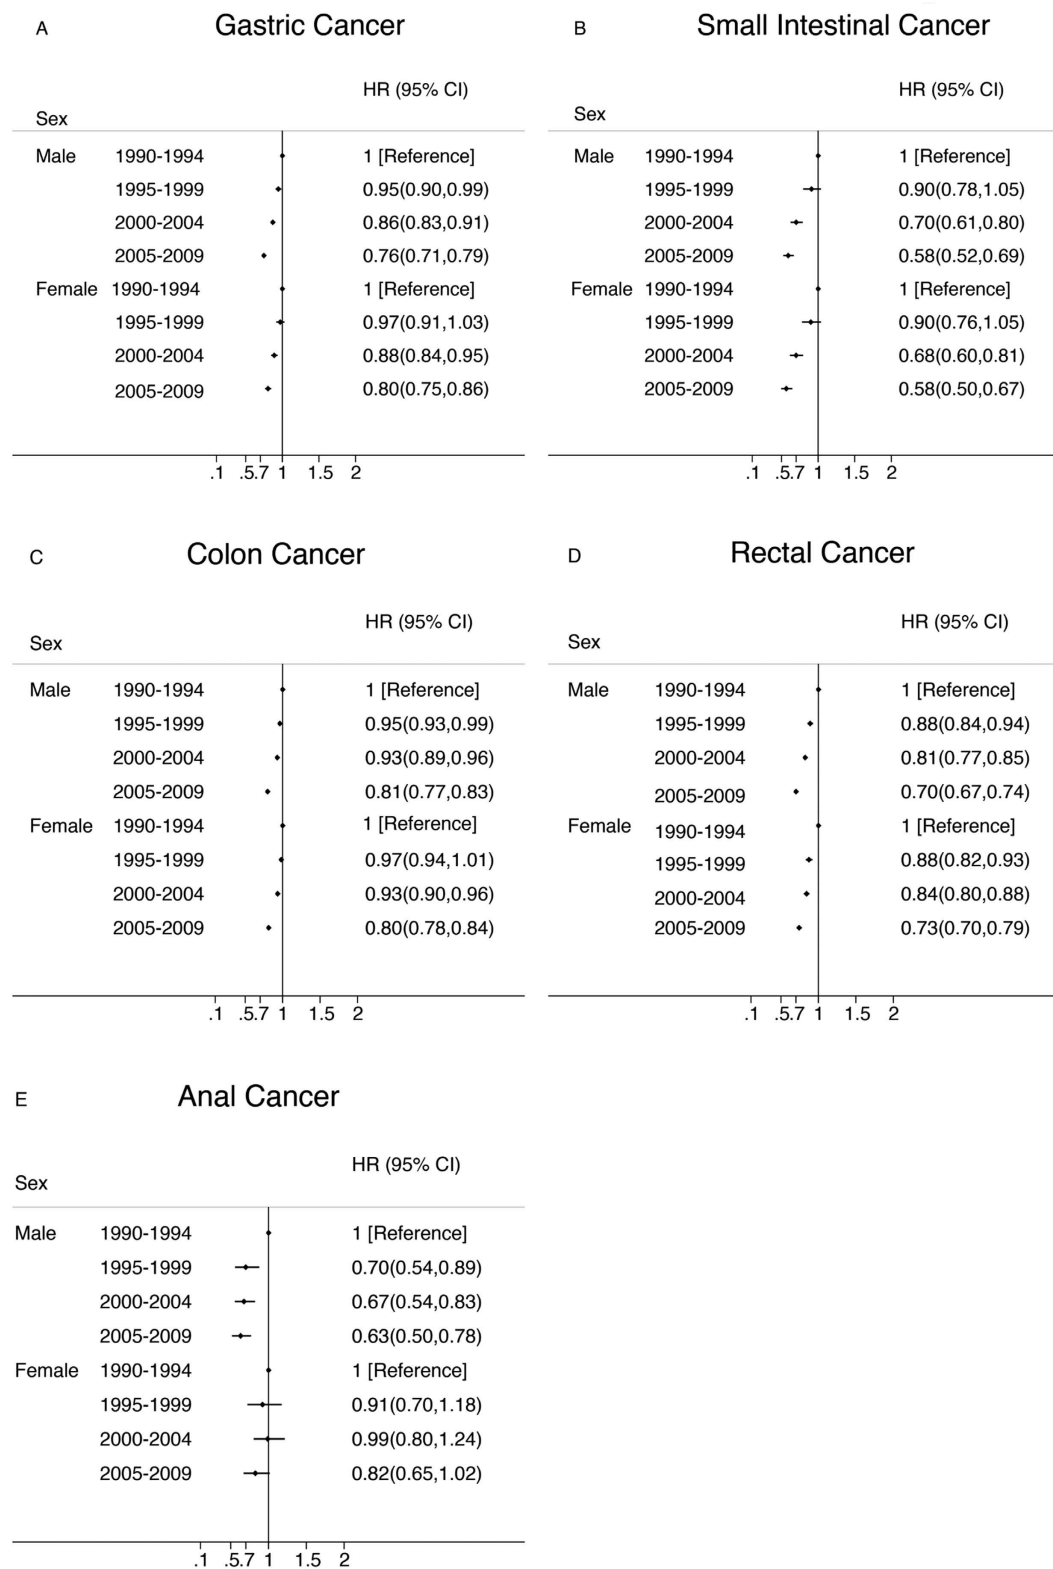 A Gastric Cancer
HR (95% CI)
Sex
Male 1990-1994 1 [Reference]
1995-1999 0.95(0.90,0.99)
2000-2004 0.86(0.83,0.91)
2005-2009 0.76(0.71,0.79)
Female 1990-1994 1 [Reference]
1995-1999 0.97(0.91,1.03)
2000-2004 0.88(0.84,0.95)
2005-2009 0.80(0.75,0.86)
.1 .5.7 1 1.5 2
B Small Intestinal Cancer
HR (95% CI)
Sex
Male 1990-1994 1 [Reference]
1995-1999 0.90(0.78,1.05)
2000-2004 0.70(0.61,0.80)
2005-2009 0.58(0.52,0.69)
Female 1990-1994 1 [Reference]
1995-1999 0.90(0.76,1.05)
2000-2004 0.68(0.60,0.81)
2005-2009 0.58(0.50,0.67)
.1 .5.7 1 1.5 2
C Colon Cancer
HR (95% CI)
Sex
Male 1990-1994 1 [Reference]
1995-1999 0.95(0.93,0.99)
2000-2004 0.93(0.89,0.96)
2005-2009 0.81(0.77,0.83)
Female 1990-1994 1 [Reference]
1995-1999 0.97(0.94,1.01)
2000-2004 0.93(0.90,0.96)
2005-2009 0.80(0.78,0.84)
.1 .5.7 1 1.5 2
D Rectal Cancer
HR (95% CI)
Sex
Male 1990-1994 1 [Reference]
1995-1999 0.88(0.84,0.94)
2000-2004 0.81(0.77,0.85)
2005-2009 0.70(0.67,0.74)
Female 1990-1994 1 [Reference]
1995-1999 0.88(0.82,0.93)
2000-2004 0.84(0.80,0.88)
2005-2009 0.73(0.70,0.79)
.1 .5.7 1 1.5 2
E Anal Cancer
HR (95% CI)
Sex
Male 1990-1994 1 [Reference]
1995-1999 0.70(0.54,0.89)
2000-2004 0.67(0.54,0.83)
2005-2009 0.63(0.50,0.78)
Female 1990-1994 1 [Reference]
1995-1999 0.91(0.70,1.18)
2000-2004 0.99(0.80,1.24)
2005-2009 0.82(0.65,1.02)
.1 .5.7 1 1.5 2